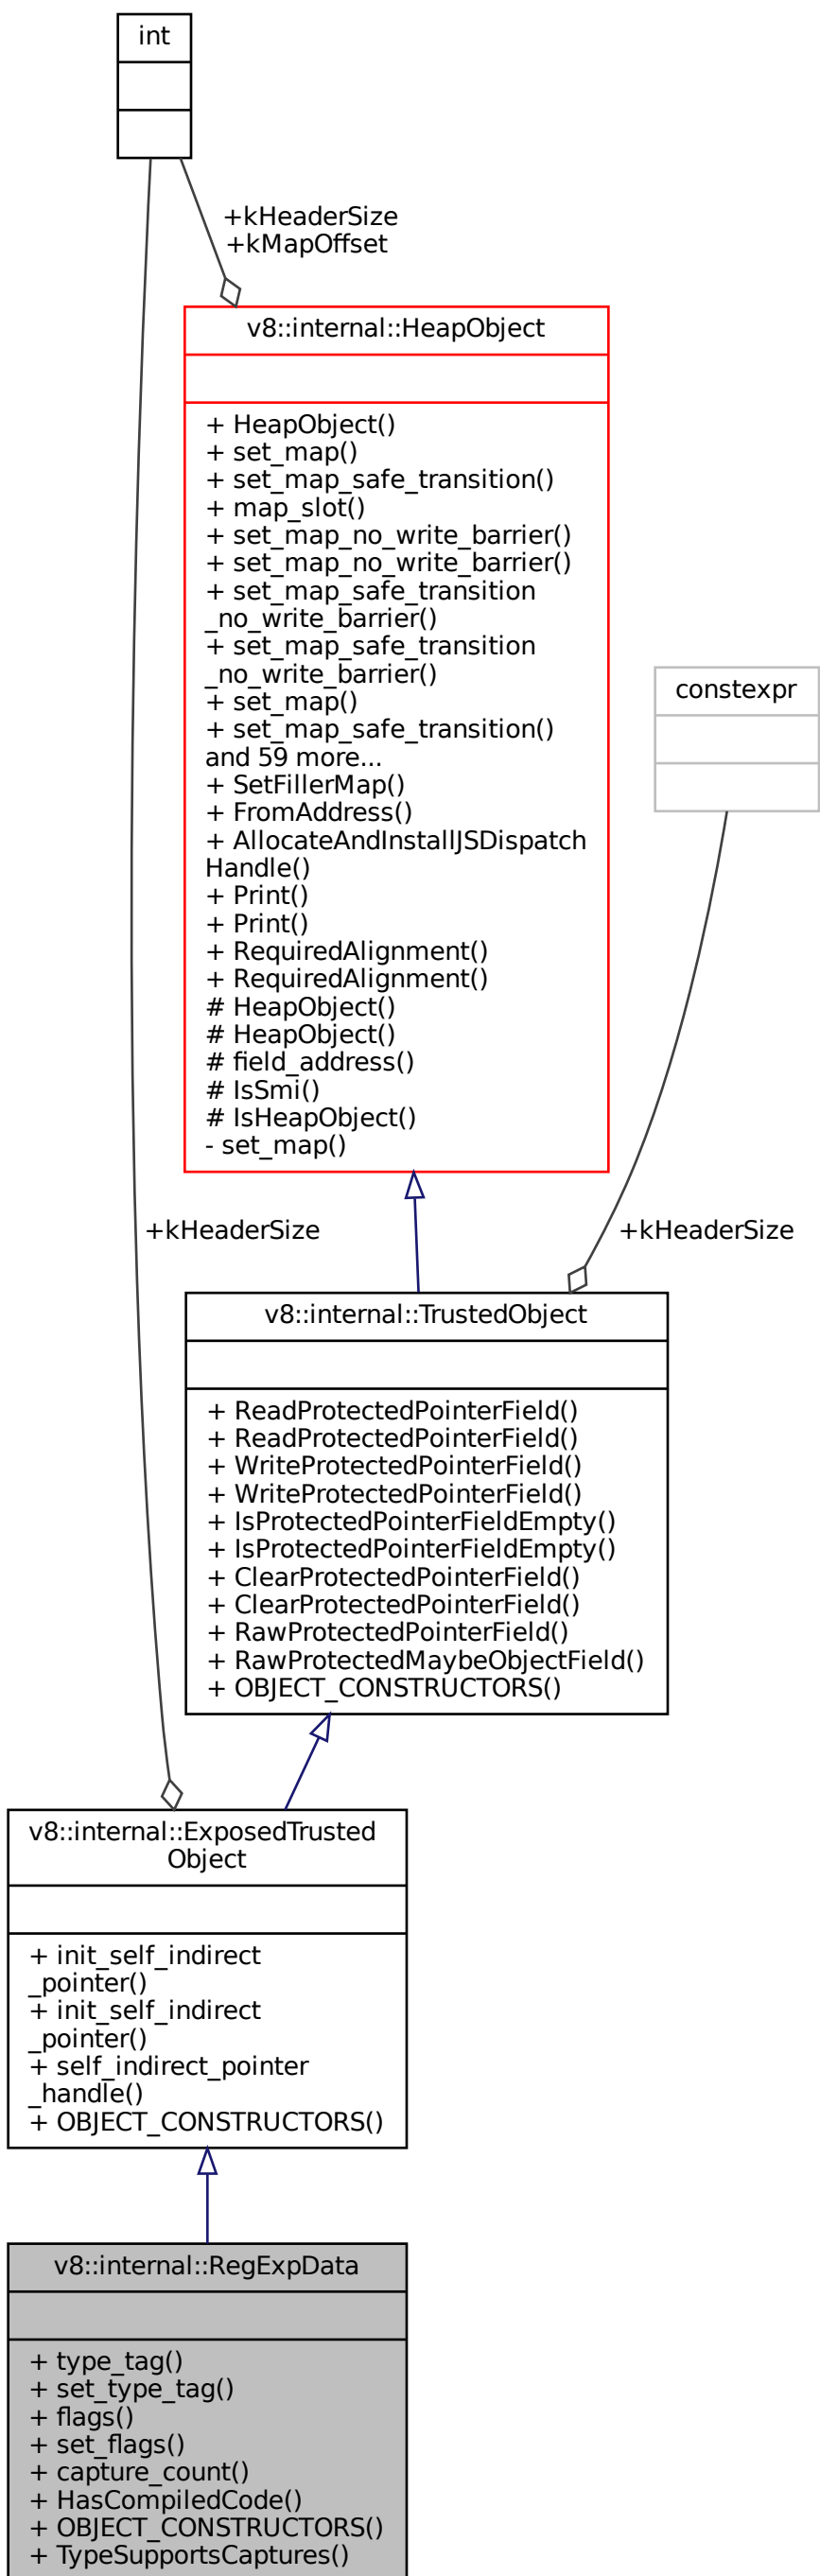 int
+kHeaderSize
+kMapOffset
v8::internal::HeapObject
+ HeapObject()
+ set_map()
+ set_map_safe_transition()
+ map_slot()
+ set_map_no_write_barrier()
+ set_map_no_write_barrier()
+ set_map_safe_transition
_no_write_barrier()
+ set_map_safe_transition
_no_write_barrier()
+ set_map()
+ set_map_safe_transition()
and 59 more...
+ SetFillerMap()
+ FromAddress()
+ AllocateAndInstallJSDispatch
Handle()
+ Print()
+ Print()
+ RequiredAlignment()
+ RequiredAlignment()
# HeapObject()
# HeapObject()
# field_address()
# IsSmi()
# IsHeapObject()
- set_map()
constexpr
+kHeaderSize
+kHeaderSize
v8::internal::TrustedObject
+ ReadProtectedPointerField()
+ ReadProtectedPointerField()
+ WriteProtectedPointerField()
+ WriteProtectedPointerField()
+ IsProtectedPointerFieldEmpty()
+ IsProtectedPointerFieldEmpty()
+ ClearProtectedPointerField()
+ ClearProtectedPointerField()
+ RawProtectedPointerField()
+ RawProtectedMaybeObjectField()
+ OBJECT_CONSTRUCTORS()
v8::internal::ExposedTrusted
Object
+ init_self_indirect
_pointer()
+ init_self_indirect
_pointer()
+ self_indirect_pointer
_handle()
+ OBJECT_CONSTRUCTORS()
v8::internal::RegExpData
+ type_tag()
+ set_type_tag()
+ flags()
+ set_flags()
+ capture_count()
+ HasCompiledCode()
+ OBJECT_CONSTRUCTORS()
+ TypeSupportsCaptures()